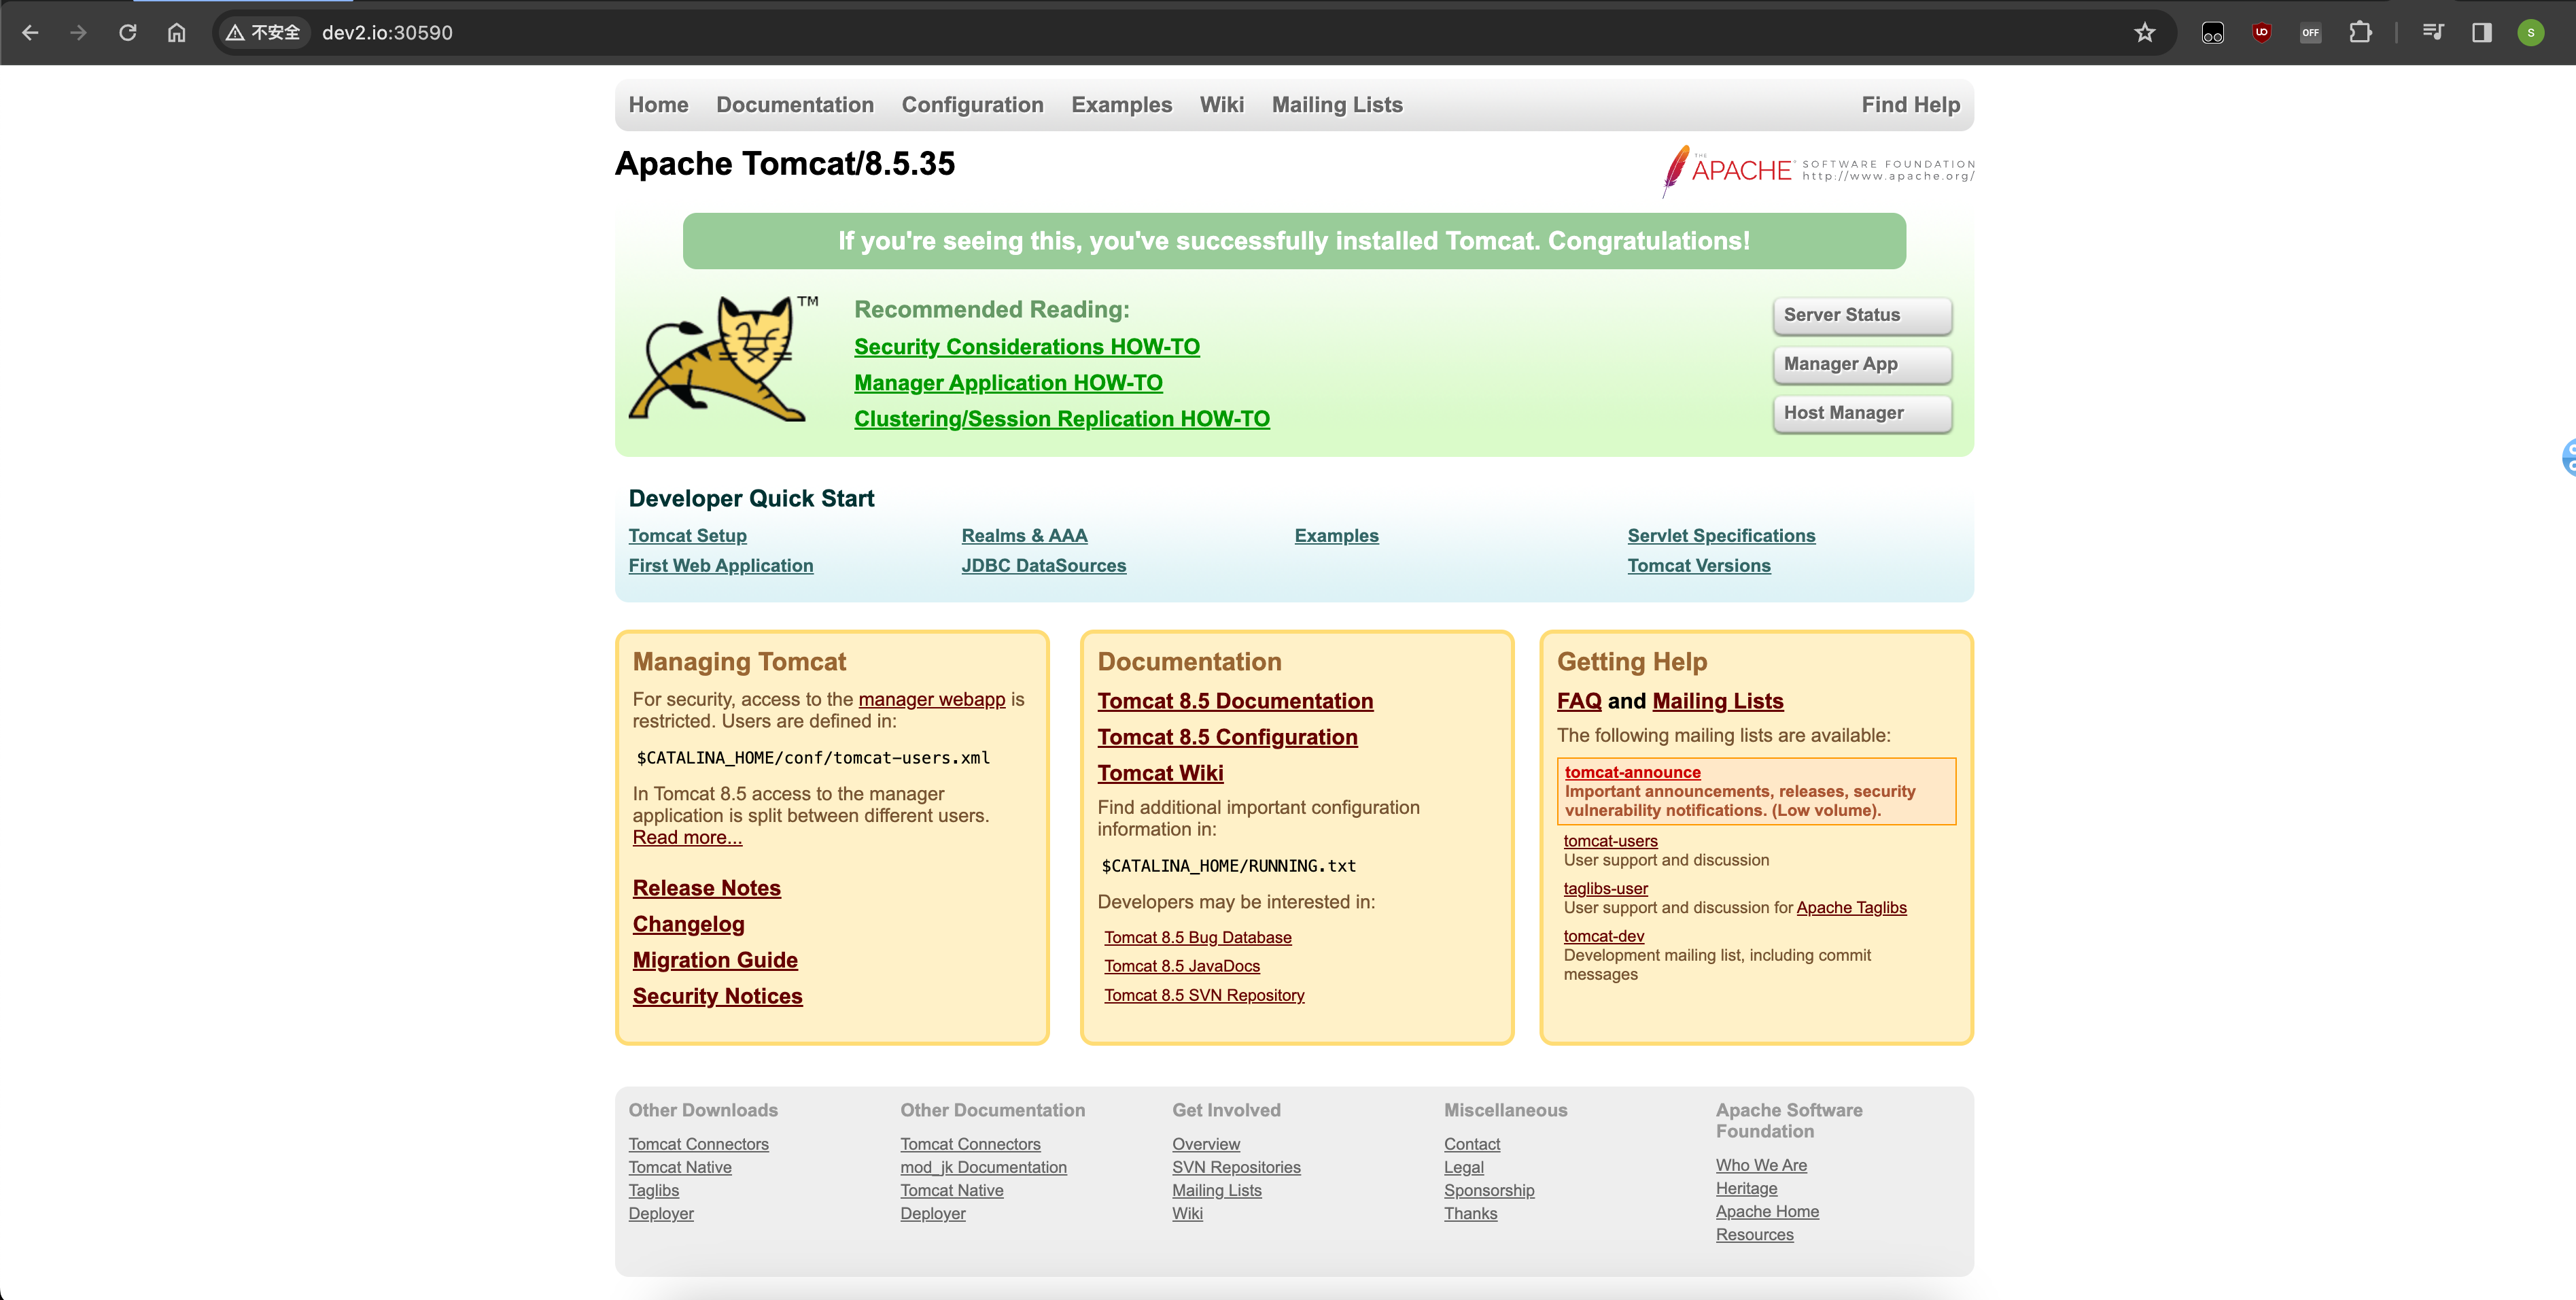 不安全 dev2.io:30590
OFF
S
Home Documentation Configuration Examples Wiki Mailing Lists Find Help
Apache Tomcat/8.5.35
THE APACHE® SOFTWARE FOUNDATION
http://www.apache.org/
If you're seeing this, you've successfully installed Tomcat. Congratulations!
TM
Recommended Reading:
Security Considerations HOW-TO
Manager Application HOW-TO
Clustering/Session Replication HOW-TO
Server Status
Manager App
Host Manager
Developer Quick Start
Tomcat Setup
First Web Application
Realms & AAA
JDBC DataSources
Examples
Servlet Specifications
Tomcat Versions
Managing Tomcat
For security, access to the manager webapp is
restricted. Users are defined in:
$CATALINA_HOME/conf/tomcat-users.xml
In Tomcat 8.5 access to the manager
application is split between different users.
Read more...
Release Notes
Changelog
Migration Guide
Security Notices
Documentation
Tomcat 8.5 Documentation
Tomcat 8.5 Configuration
Tomcat Wiki
Find additional important configuration
information in:
$CATALINA_HOME/RUNNING.txt
Developers may be interested in:
Tomcat 8.5 Bug Database
Tomcat 8.5 JavaDocs
Tomcat 8.5 SVN Repository
Getting Help
FAQ and Mailing Lists
The following mailing lists are available:
tomcat-announce
Important announcements, releases, security
vulnerability notifications. (Low volume).
tomcat-users
User support and discussion
taglibs-user
User support and discussion for Apache Taglibs
tomcat-dev
Development mailing list, including commit
messages
Other Downloads
Tomcat Connectors
Tomcat Native
Taglibs
Deployer
Other Documentation
Tomcat Connectors
mod_jk Documentation
Tomcat Native
Deployer
Get Involved
Overview
SVN Repositories
Mailing Lists
Wiki
Miscellaneous
Contact
Legal
Sponsorship
Thanks
Apache Software
Foundation
Who We Are
Heritage
Apache Home
Resources